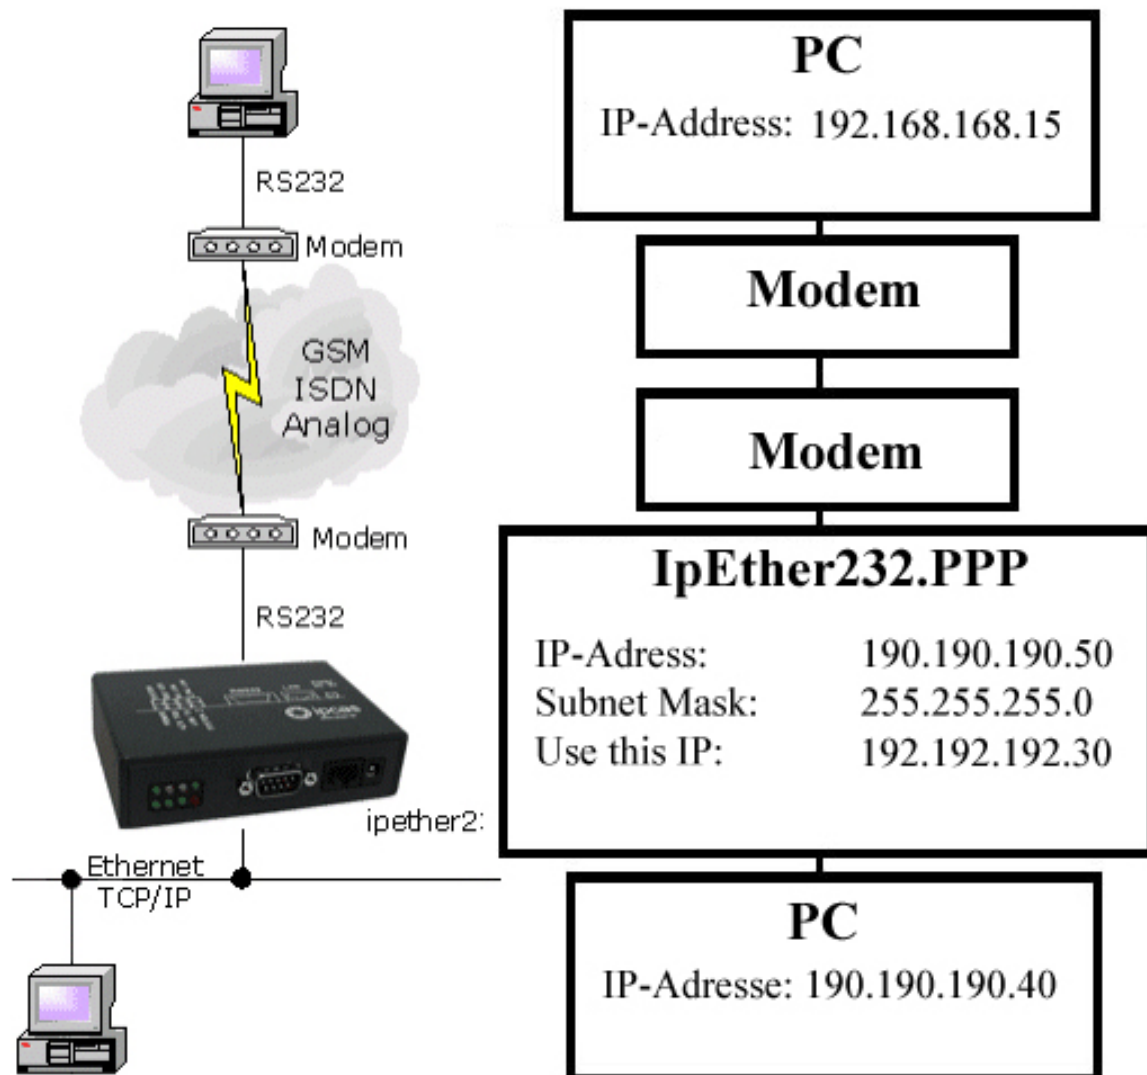 RS232
Modem
GSM
ISDN
Analog
Modem
RS232
RS232
ipcas
ipether2
Ethernet
TCP/IP
PC
IP-Address: 192.168.168.15
Modem
Modem
IpEther232.PPP
IP-Adress: 190.190.190.50
Subnet Mask: 255.255.255.0
Use this IP: 192.192.192.30
PC
IP-Adresse: 190.190.190.40